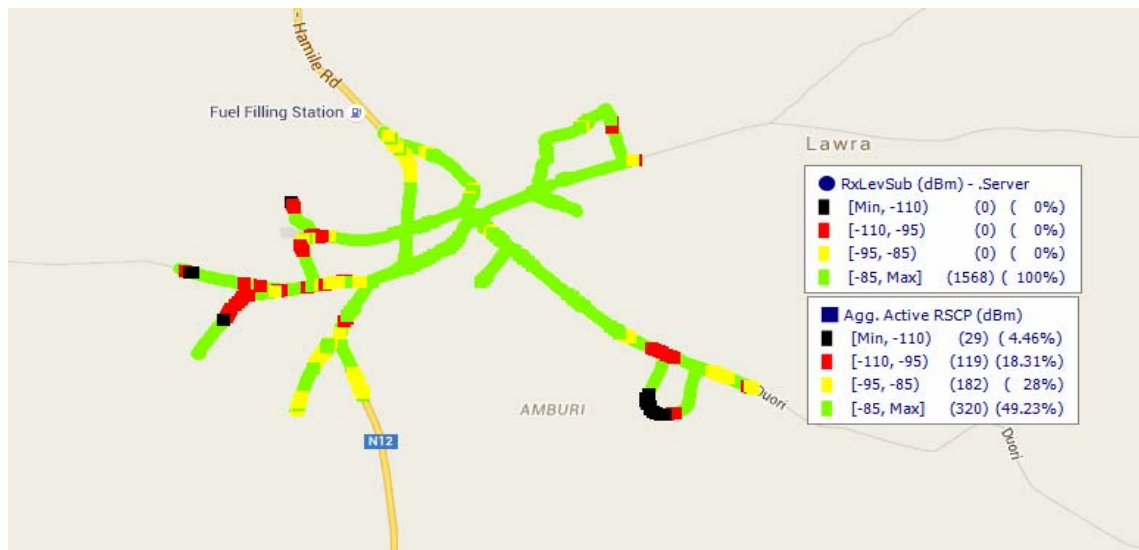 Hamile Rd
Fuel Filling Station
Lawra
RxLevSub (dBm) - .Server
[Min, -110) (0) ( 0%)
[-110, -95) (0) ( 0%)
[-95, -85) (0) ( 0%)
[-85, Max] (1568) ( 100%)
Agg. Active RSCP (dBm)
[Min, -110) (29) ( 4.46%)
[-110, -95) (119) (18.31%)
[-95, -85) (182) ( 28%)
[-85, Max] (320) (49.23%)
Duori
AMBURI
Duori
N12